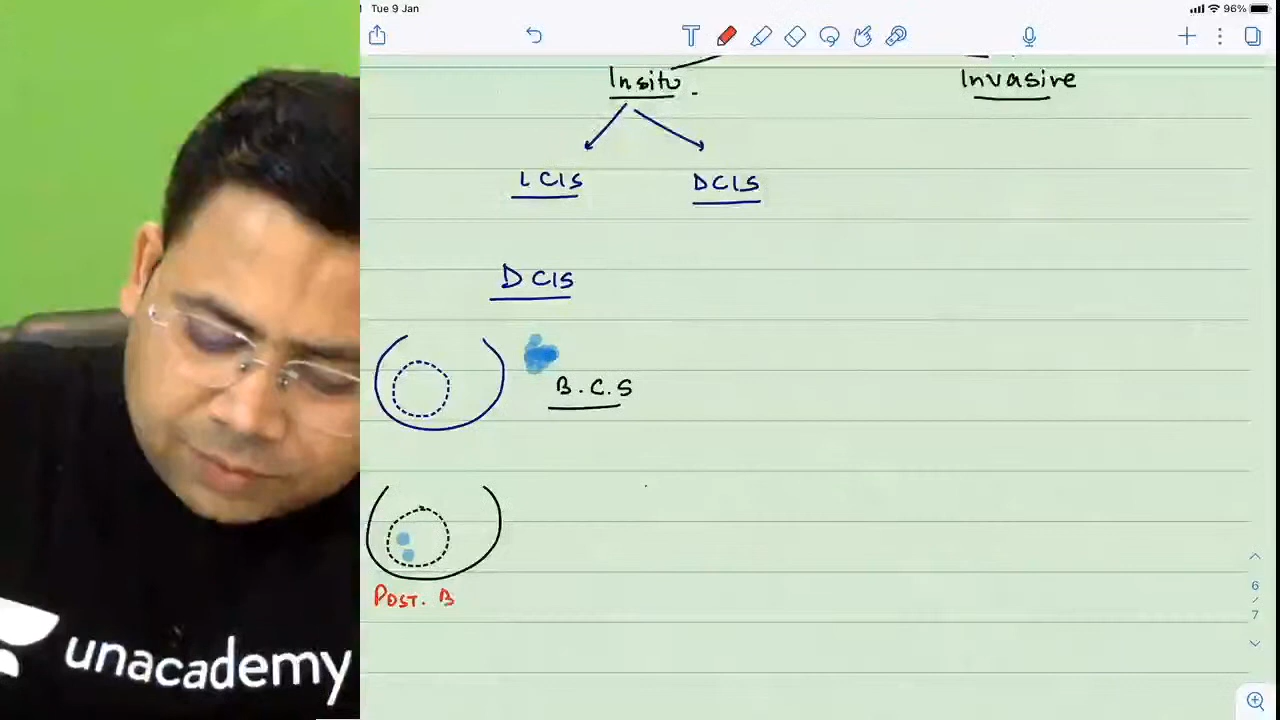 Tue 9 Jan
96%
T
Insitu.
Invasive
LCIS
DCIS
DCIS
B.C.S
POST. B
6
7
unacademy